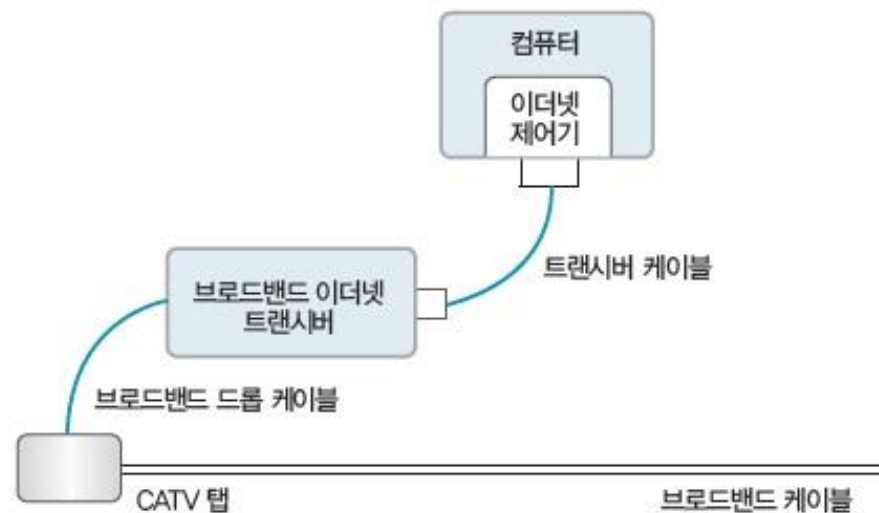 컴퓨터
이더넷
제어기
트랜시버 케이블
브로드밴드 이더넷
트랜시버
브로드밴드 드롭 케이블
CATV 탭
브로드밴드 케이블